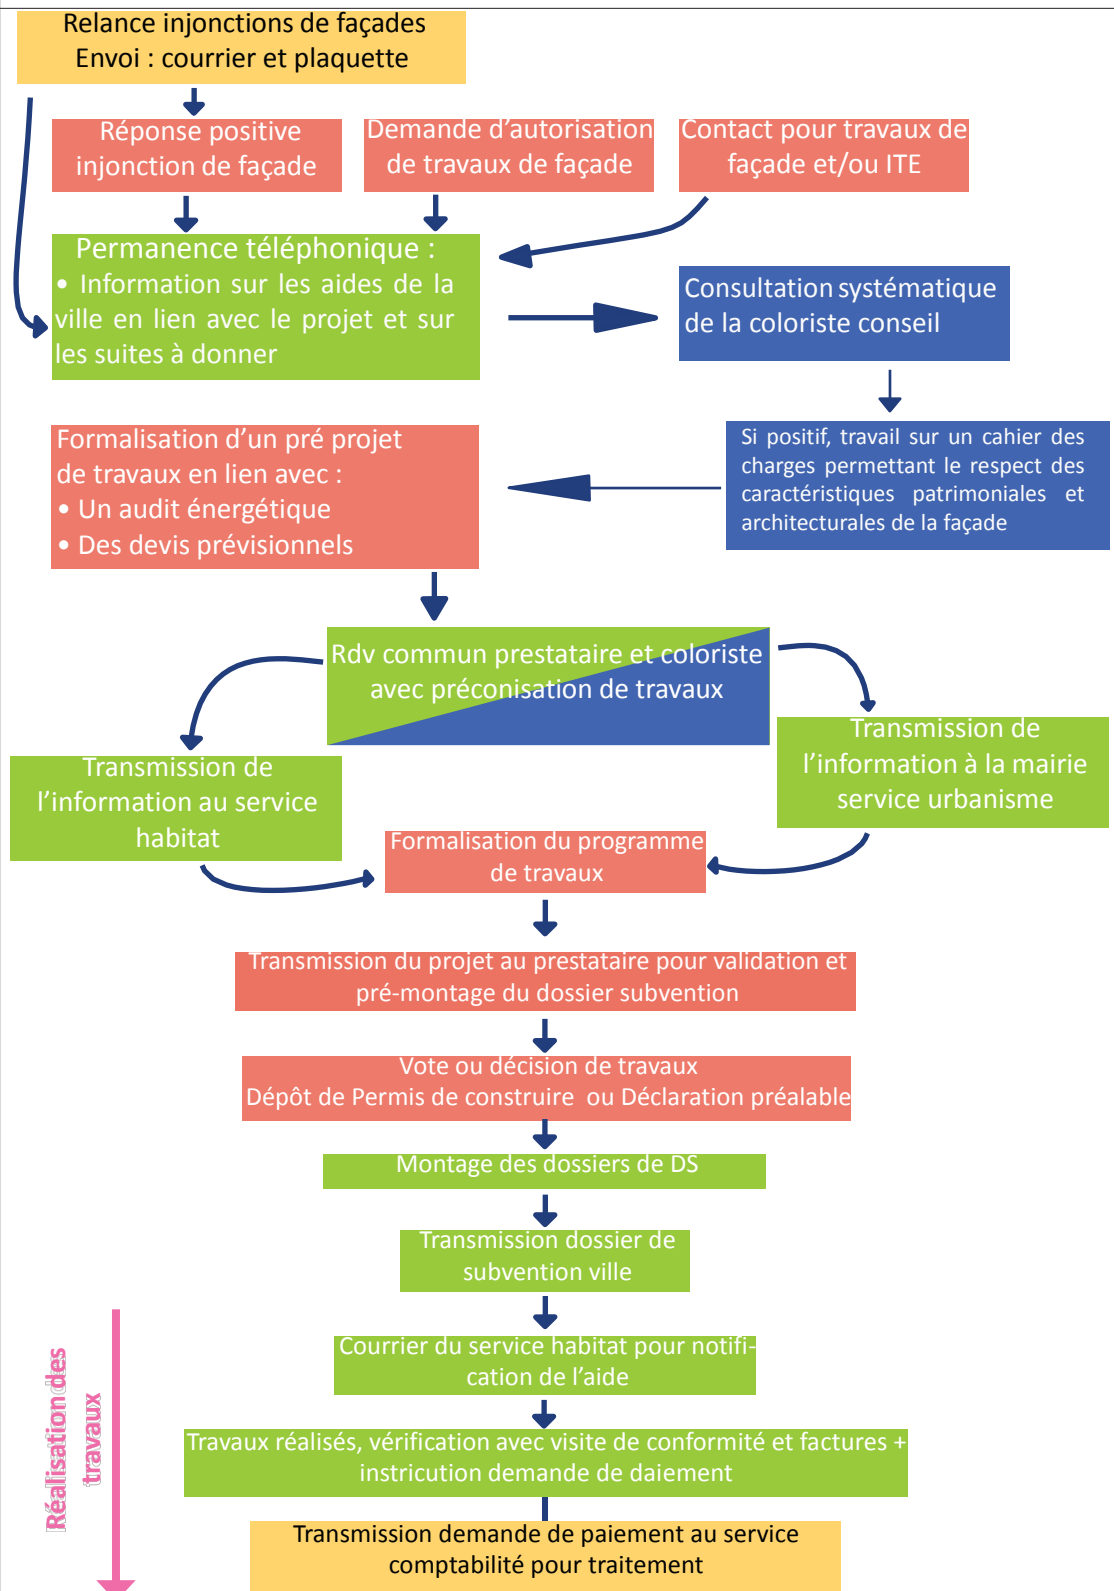 Relance injonctions de façades
Envoi : courrier et plaquette
Réponse positive
injonction de façade
Demande d’autorisation
de travaux de façade
Contact pour travaux de
façade et/ou ITE
Permanence téléphonique :
• Information sur les aides de la
ville en lien avec le projet et sur
les suites à donner
Consultation systématique
de la coloriste conseil
Si positif, travail sur un cahier des
charges permettant le respect des
caractéristiques patrimoniales et
architecturales de la façade
Formalisation d’un pré projet
de travaux en lien avec :
• Un audit énergétique
• Des devis prévisionnels
Rdv commun prestataire et coloriste
avec préconisation de travaux
Transmission de
l’information au service
habitat
Transmission de
l’information à la mairie
service urbanisme
Formalisation du programme
de travaux
Transmission du projet au prestataire pour validation et
pré-montage du dossier subvention
Vote ou décision de travaux
Dépôt de Permis de construire ou Déclaration préalable
Montage des dossiers de DS
Transmission dossier de
subvention ville
Courrier du service habitat pour notifi-
cation de l’aide
Travaux réalisés, vérification avec visite de conformité et factures +
instricution demande de daiement
Transmission demande de paiement au service
comptabilité pour traitement
Réalisation des
travaux